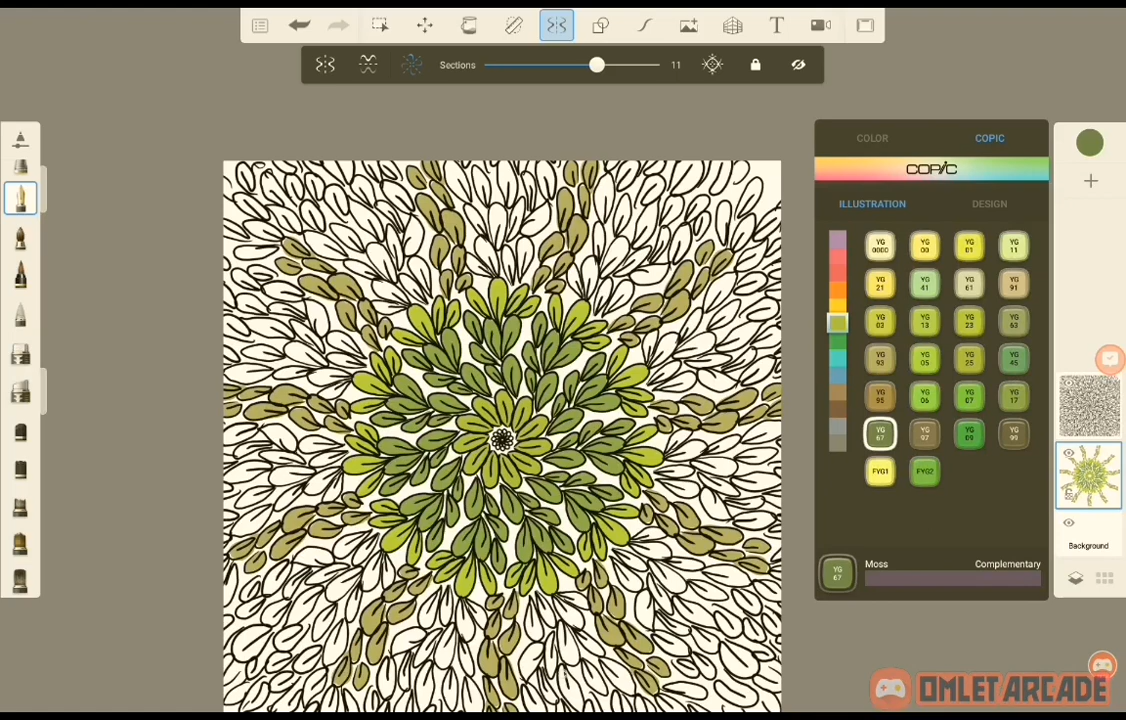 Sections 11
COLOR COPIC
COPIC
ILLUSTRATION DESIGN
YG 0000 YG 00 YG 01 YG 11
YG 21 YG 41 YG 61 YG 91
YG 03 YG 13 YG 23 YG 63
YG 93 YG 05 YG 25 YG 45
YG 95 YG 06 YG 07 YG 17
YG 67 YG 97 YG 09 YG 99
FYG1 FYG2
YG 67 Moss Complementary
Background
OMLET ARCADE